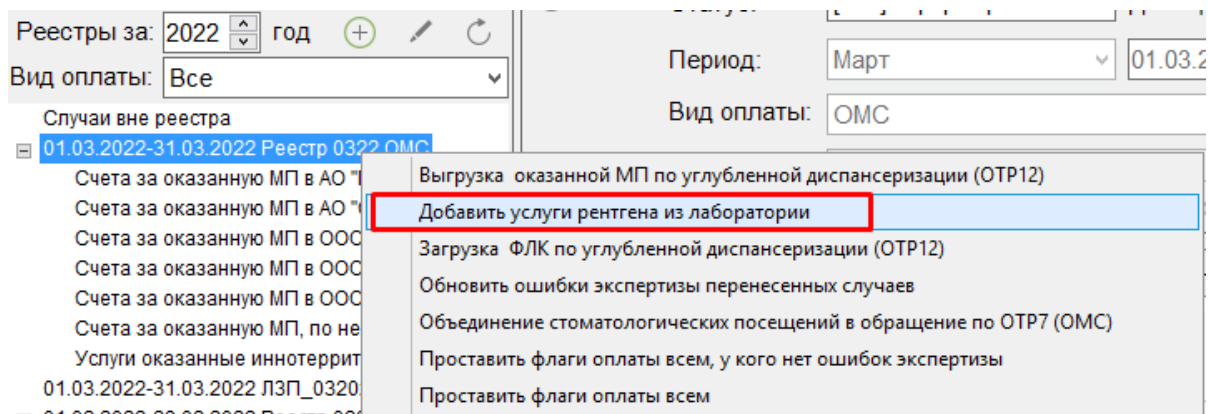 Реестры за: 2022 год
Вид оплаты: Все
Случаи вне реестра
01.03.2022-31.03.2022 Реестр 0322 ОМС
Счета за оказанную МП в АО
Счета за оказанную МП в АО
Счета за оказанную МП в ООО
Счета за оказанную МП в ООО
Счета за оказанную МП в ООО
Счета за оказанную МП, по не
Услуги оказанные иннотеррит
01.03.2022-31.03.2022 ЛЗП_0320
Период: Март 01.03.2
Вид оплаты: ОМС
Выгрузка оказанной МП по углубленной диспансеризации (ОТР12)
Добавить услуги рентгена из лаборатории
Загрузка ФЛК по углубленной диспансеризации (ОТР12)
Обновить ошибки экспертизы перенесенных случаев
Объединение стоматологических посещений в обращение по ОТР7 (ОМС)
Проставить флаги оплаты всем, у кого нет ошибок экспертизы
Проставить флаги оплаты всем